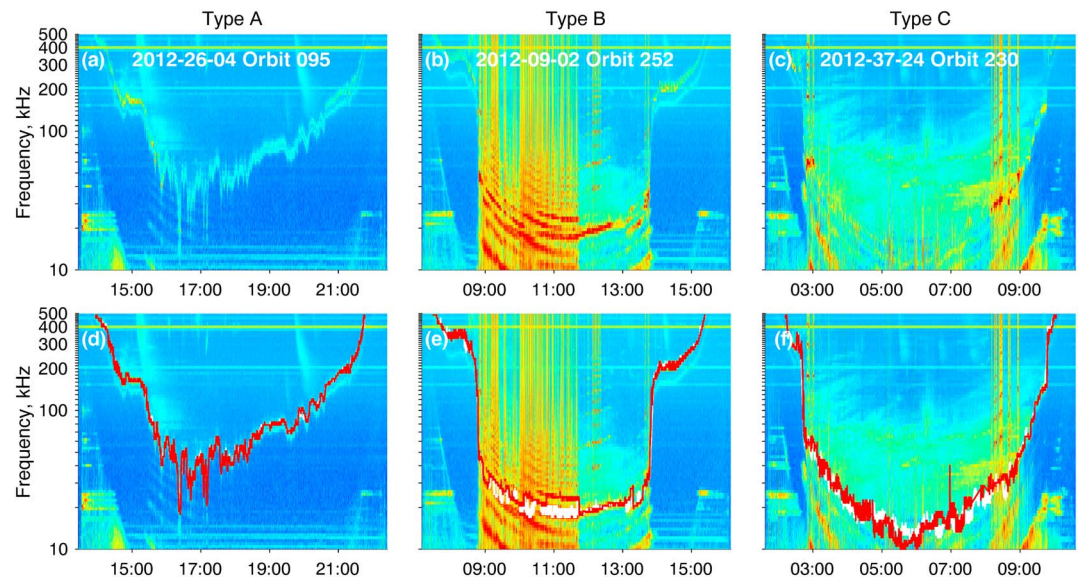 Type A
Type B
Type C
500
400
300
200
100
10
Frequency, kHz
(a) 2012-26-04 Orbit 095
(b) 2012-09-02 Orbit 252
(c) 2012-37-24 Orbit 230
15:00 17:00 19:00 21:00
09:00 11:00 13:00 15:00
03:00 05:00 07:00 09:00
500
400
300
200
100
10
Frequency, kHz
(d)
(e)
(f)
15:00 17:00 19:00 21:00
09:00 11:00 13:00 15:00
03:00 05:00 07:00 09:00